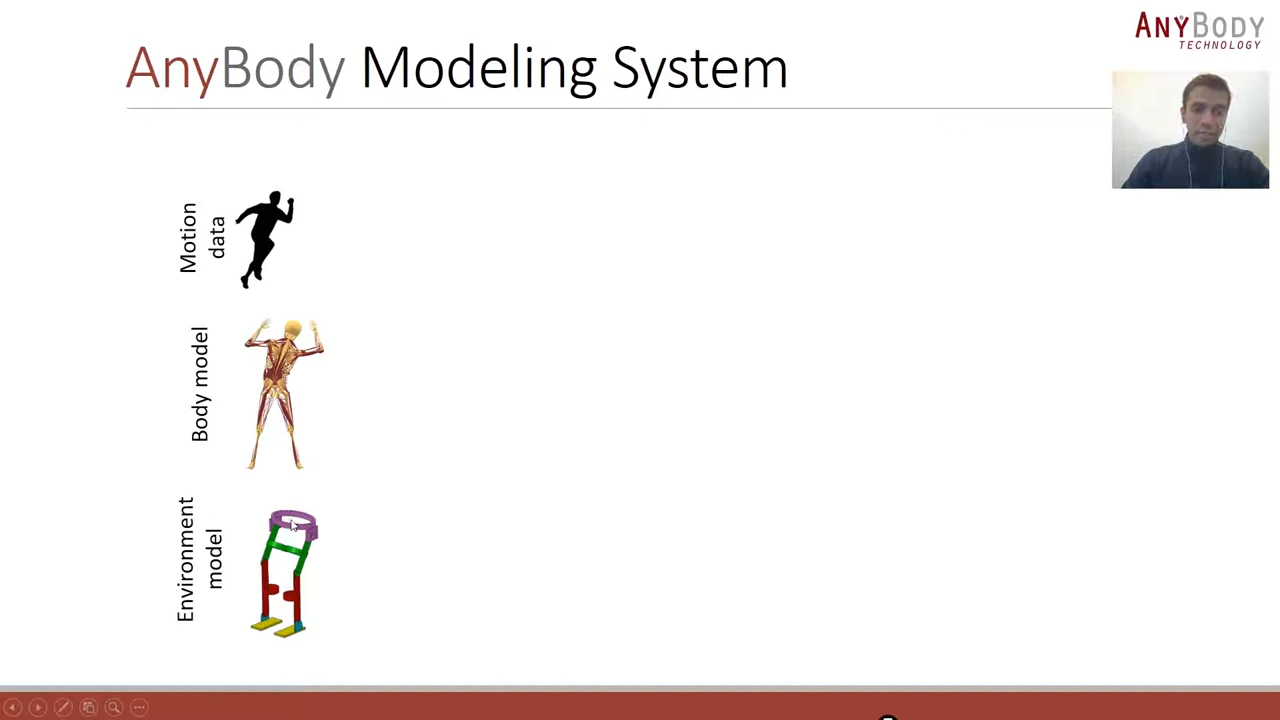 AnyBody Modeling System
ANYBODY
TECHNOLOGY
Motion
data
Body model
Environment
model